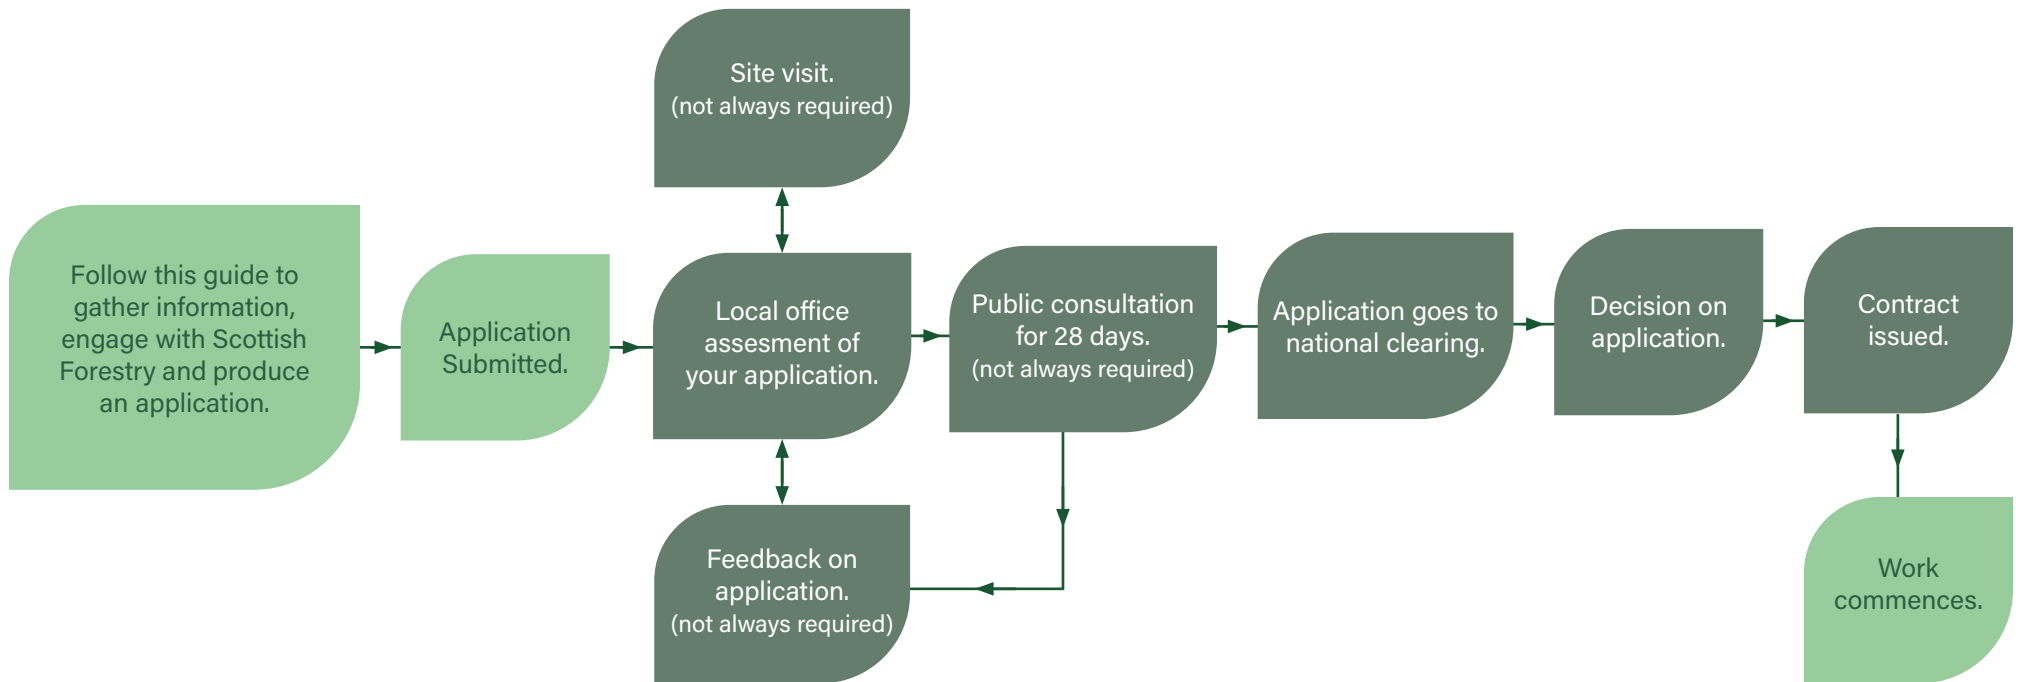 Site visit.
(not always required)
Follow this guide to
gather information,
engage with Scottish
Forestry and produce
an application.
Application
Submitted.
Local office
assesment of
your application.
Public consultation
for 28 days.
(not always required)
Application goes to
national clearing.
Decision on
application.
Contract
issued.
Feedback on
application.
(not always required)
Work
commences.